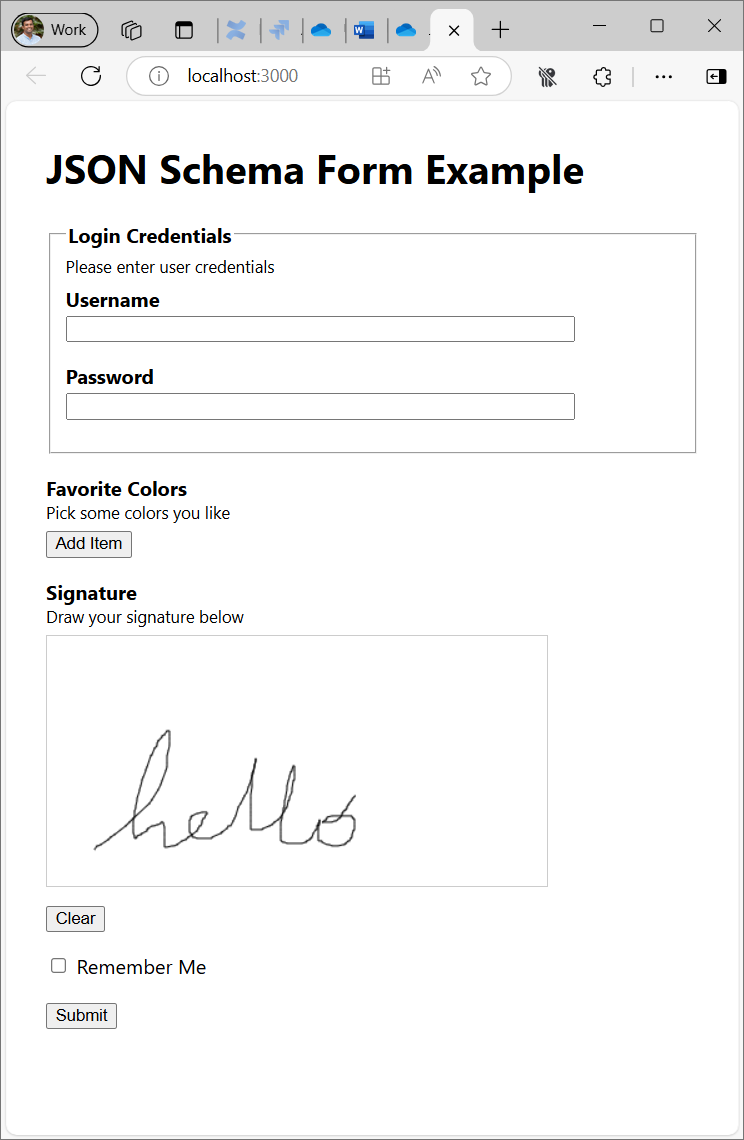 Work
localhost:3000
JSON Schema Form Example
Login Credentials
Please enter user credentials
Username
Password
Favorite Colors
Pick some colors you like
Add Item
Signature
Draw your signature below
hello
Clear
Remember Me
Submit